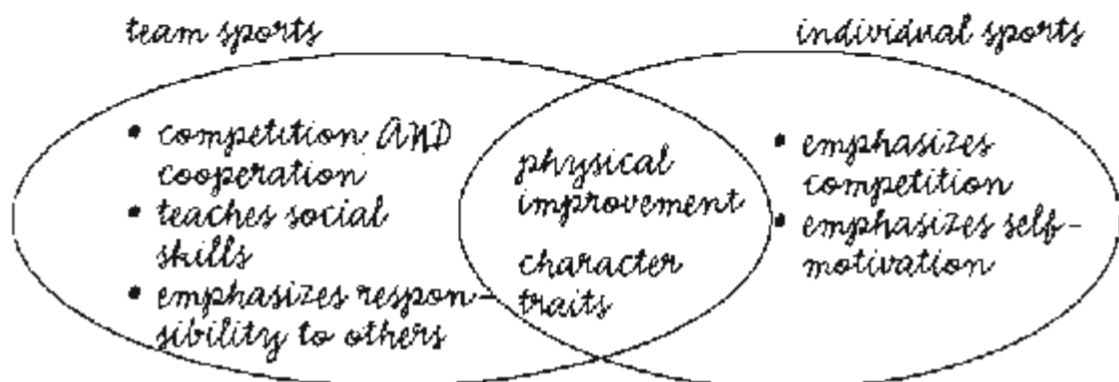 team sports
individual sports
• competition AND
cooperation
• teaches social
skills
• emphasizes respon-
sibility to others
physical
improvement
character
traits
• emphasizes
competition
• emphasizes self-
motivation